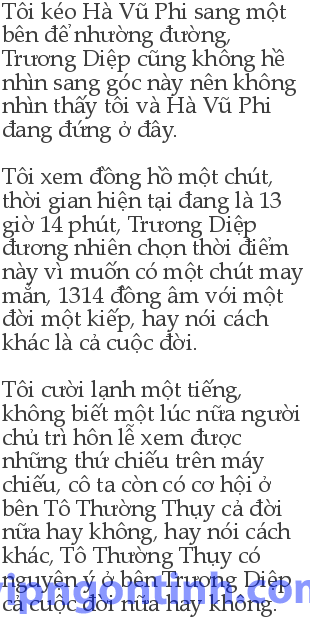 Tôi kéo Hà Vũ Phi sang một
bên để nhường đường,
Trương Diệp cũng không hề
nhìn sang góc này nên không
nhìn thấy tôi và Hà Vũ Phi
đang đứng ở đây.
Tôi xem đồng hồ một chút,
thời gian hiện tại đang là 13
giờ 14 phút, Trương Diệp
đương nhiên chọn thời điểm
này vì muốn có một chút may
mắn, 1314 đồng âm với một
đời một kiếp, hay nói cách
khác là cả cuộc đời.
Tôi cười lạnh một tiếng,
không biết một lúc nữa người
chủ trì hôn lễ xem được
những thứ chiếu trên máy
chiếu, cô ta còn có cơ hội ở
bên Tô Thường Thụy cả đời
nữa hay không, hay nói cách
khác, Tô Thường Thụy có
nguyện ý ở bên Trương Diệp
cả cuộc đời nữa hay không.
vipngontinh.com